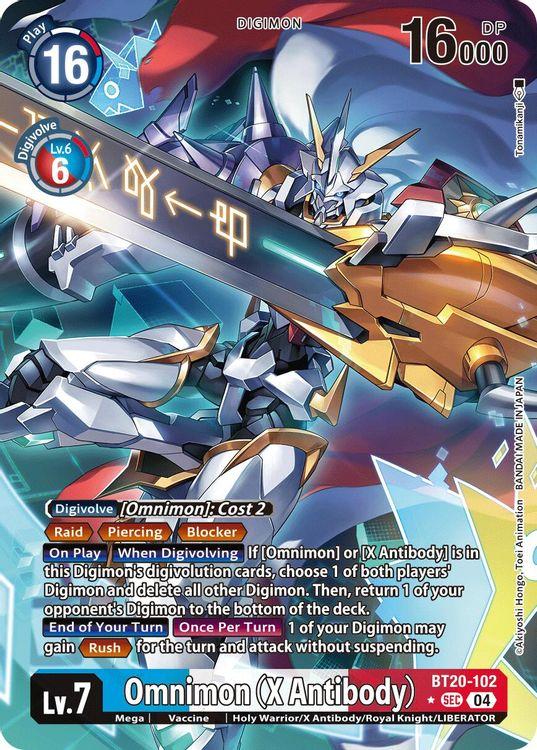 DIGIMON
Play
16
DP
16000
Digivolve
Lv.6
6
Tonamikanji
Digivolve [Omnimon]: Cost 2
Raid Piercing Blocker
On Play When Digivolving If [Omnimon] or [X Antibody] is in
this Digimon's digivolution cards, choose 1 of both players'
Digimon and delete all other Digimon. Then, return 1 of your
opponent's Digimon to the bottom of the deck.
End of Your Turn Once Per Turn 1 of your Digimon may
gain Rush for the turn and attack without suspending.
©Akiyoshi Hongo, Toei Animation BANDAI MADE IN JAPAN
Lv.7
Omnimon (X Antibody)
BT20-102
SEC 04
Mega Vaccine Holy Warrior/X Antibody/Royal Knight/LIBERATOR